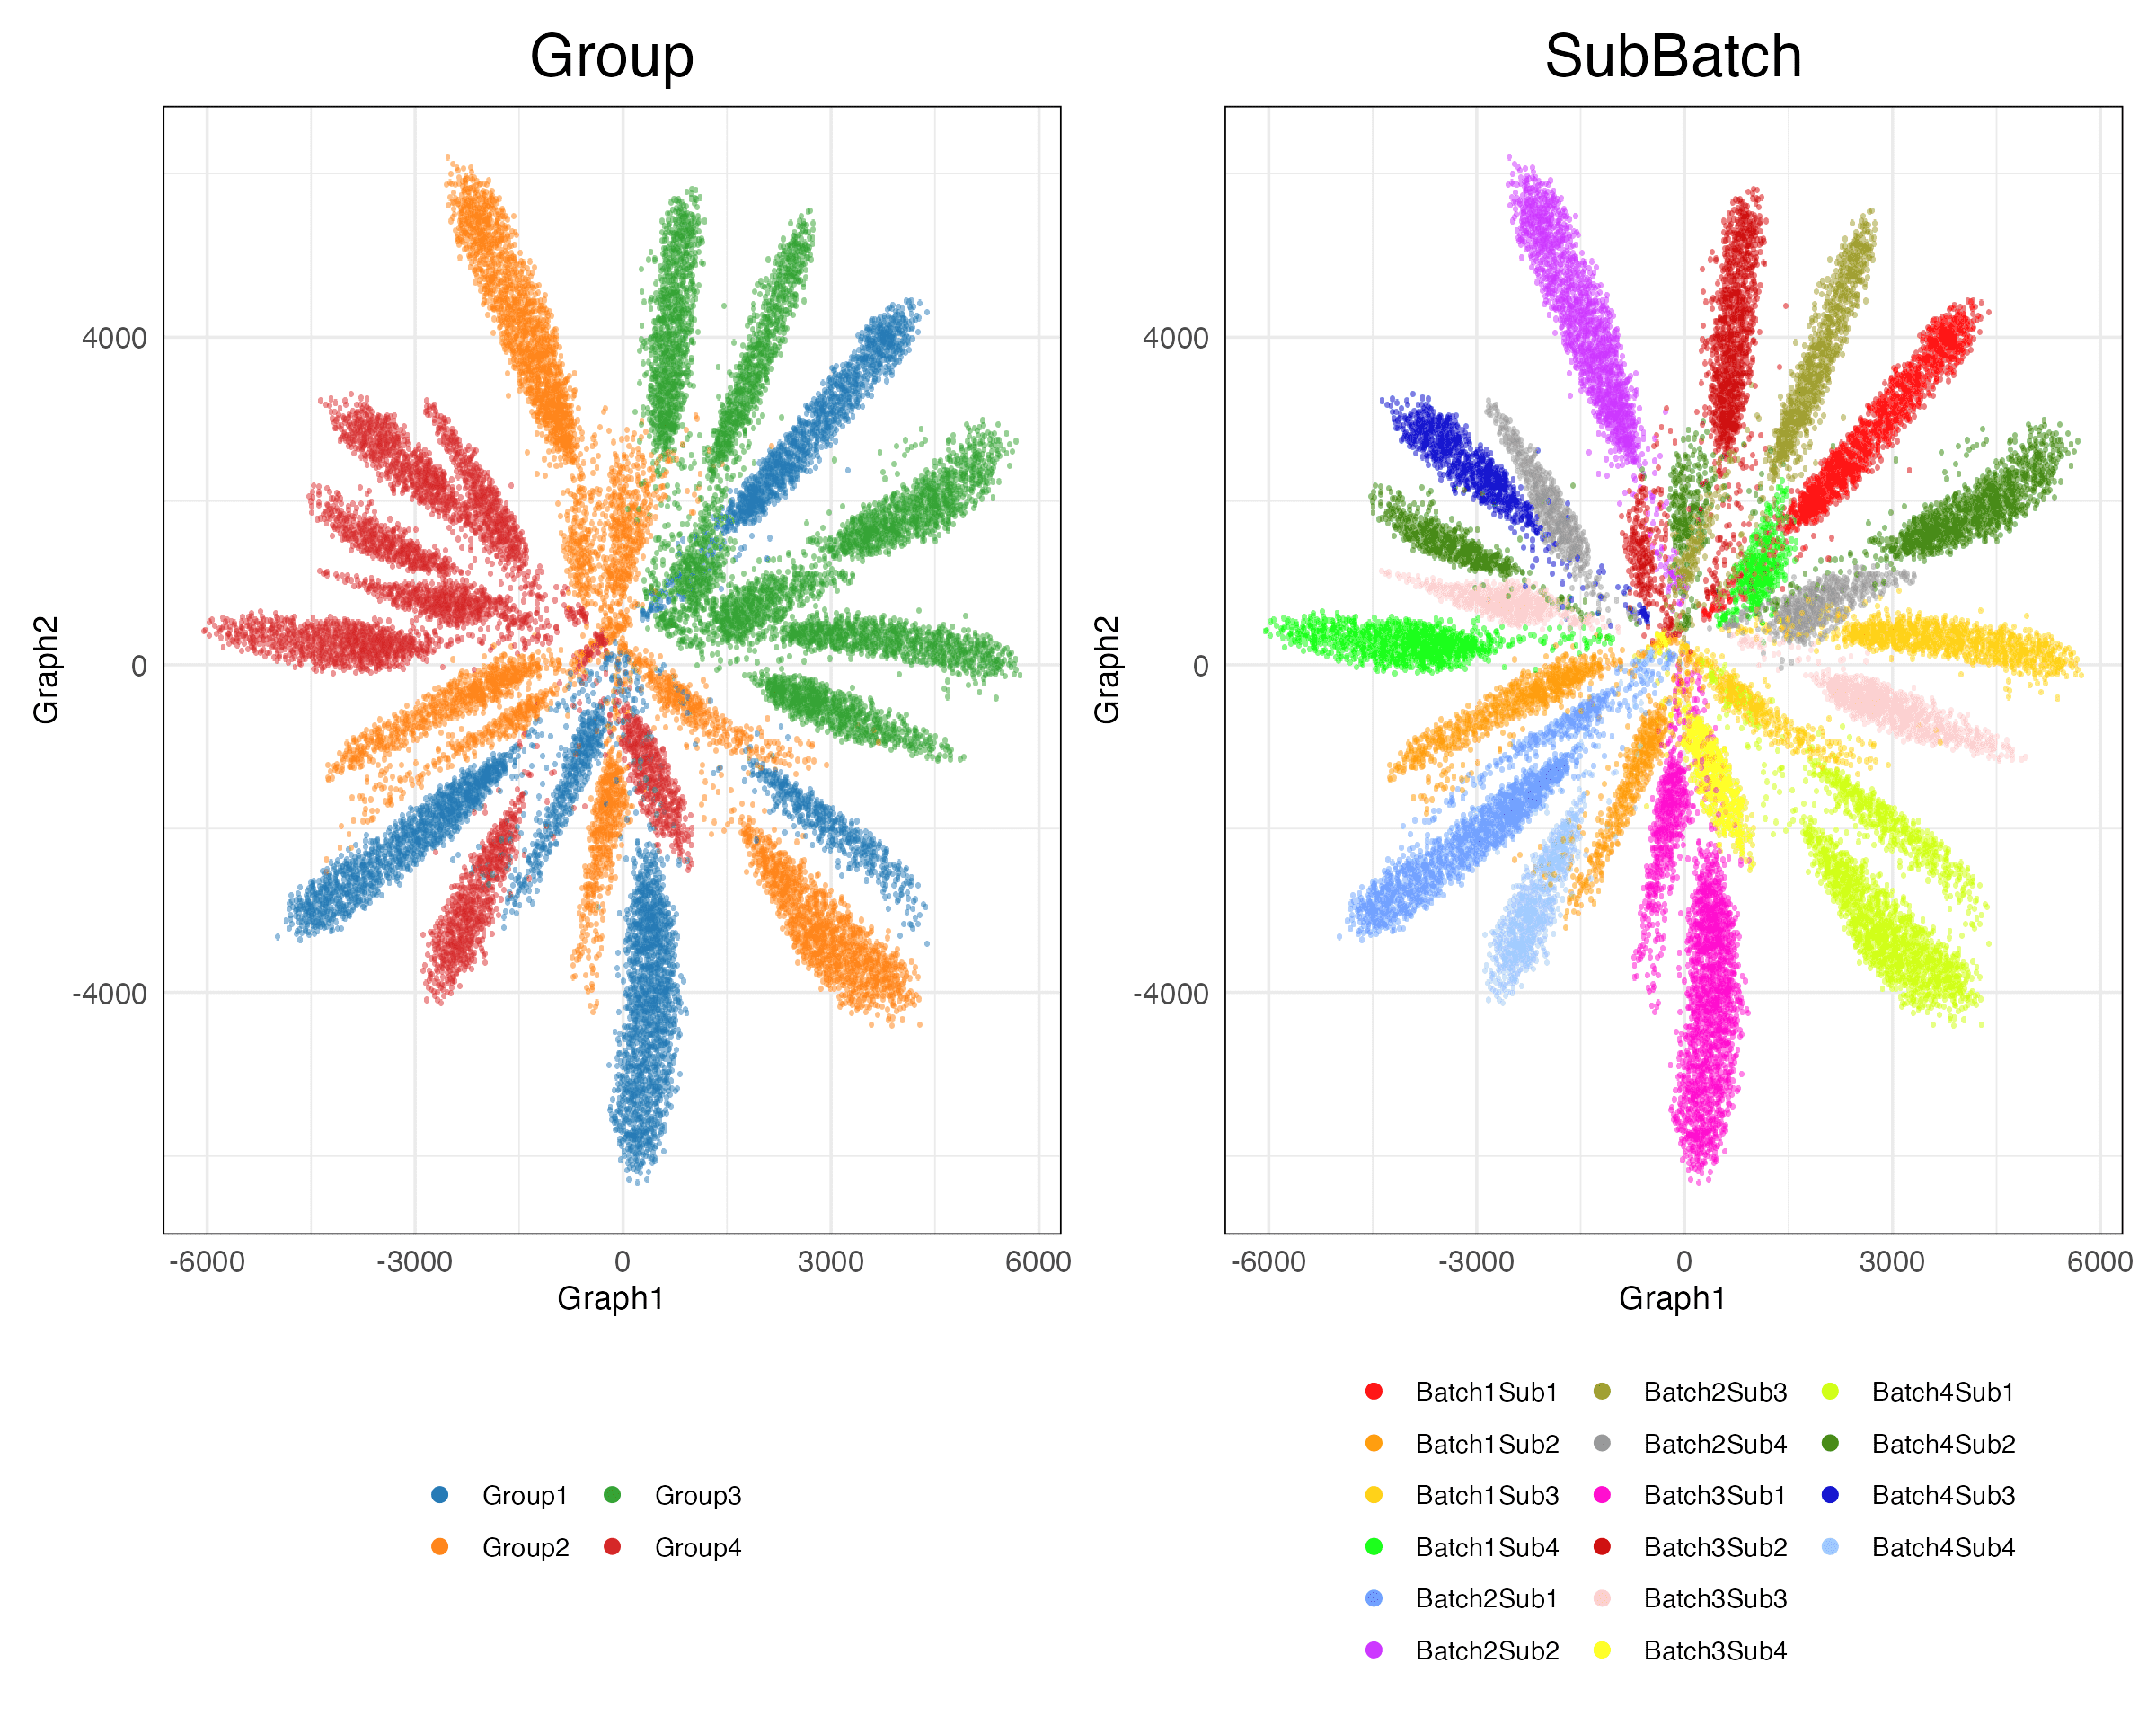 Group
SubBatch
Graph2
4000
0
-4000
-6000
-3000
0
3000
6000
Graph1
Graph2
4000
0
-4000
-6000
-3000
0
3000
6000
Graph1
Group1
Group3
Group2
Group4
Batch1Sub1
Batch2Sub3
Batch4Sub1
Batch1Sub2
Batch2Sub4
Batch4Sub2
Batch1Sub3
Batch3Sub1
Batch4Sub3
Batch1Sub4
Batch3Sub2
Batch4Sub4
Batch2Sub1
Batch3Sub3
Batch2Sub2
Batch3Sub4